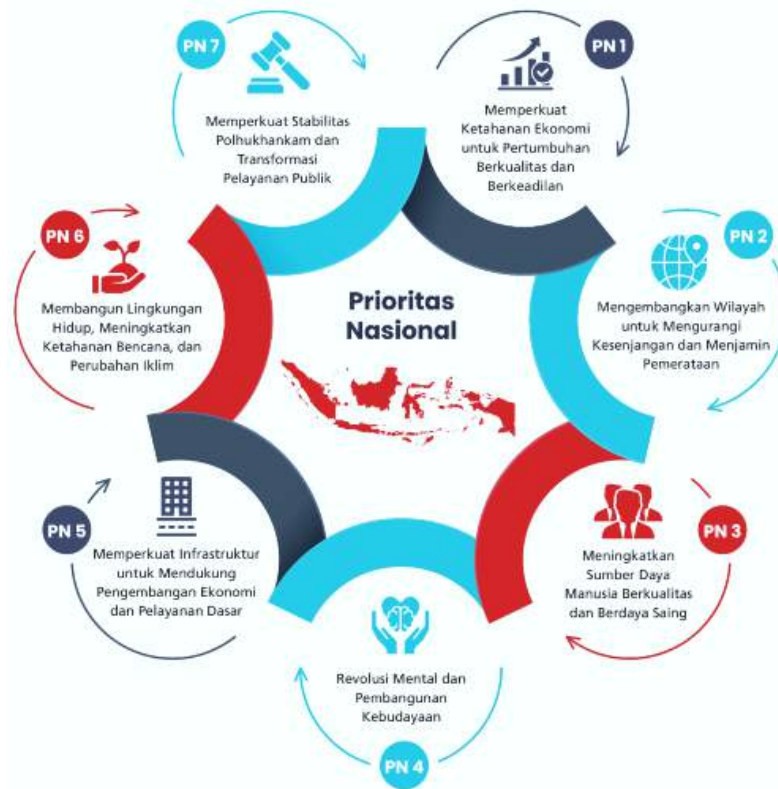 PN 7
Memperkuat Stabilitas
Polhukhankam dan
Transformasi
Pelayanan Publik
PN 1
Memperkuat
Ketahanan Ekonomi
untuk Pertumbuhan
Berkualitas dan
Berkeadilan
PN 6
Membangun Lingkungan
Hidup, Meningkatkan
Ketahanan Bencana, dan
Perubahan Iklim
Prioritas
Nasional
PN 2
Mengembangkan Wilayah
untuk Mengurangi
Kesenjangan dan Menjamin
Pemerataan
PN 5
Memperkuat Infrastruktur
untuk Mendukung
Pengembangan Ekonomi
dan Pelayanan Dasar
PN 3
Meningkatkan
Sumber Daya
Manusia Berkualitas
dan Berdaya Saing
Revolusi Mental dan
Pembangunan
Kebudayaan
PN 4